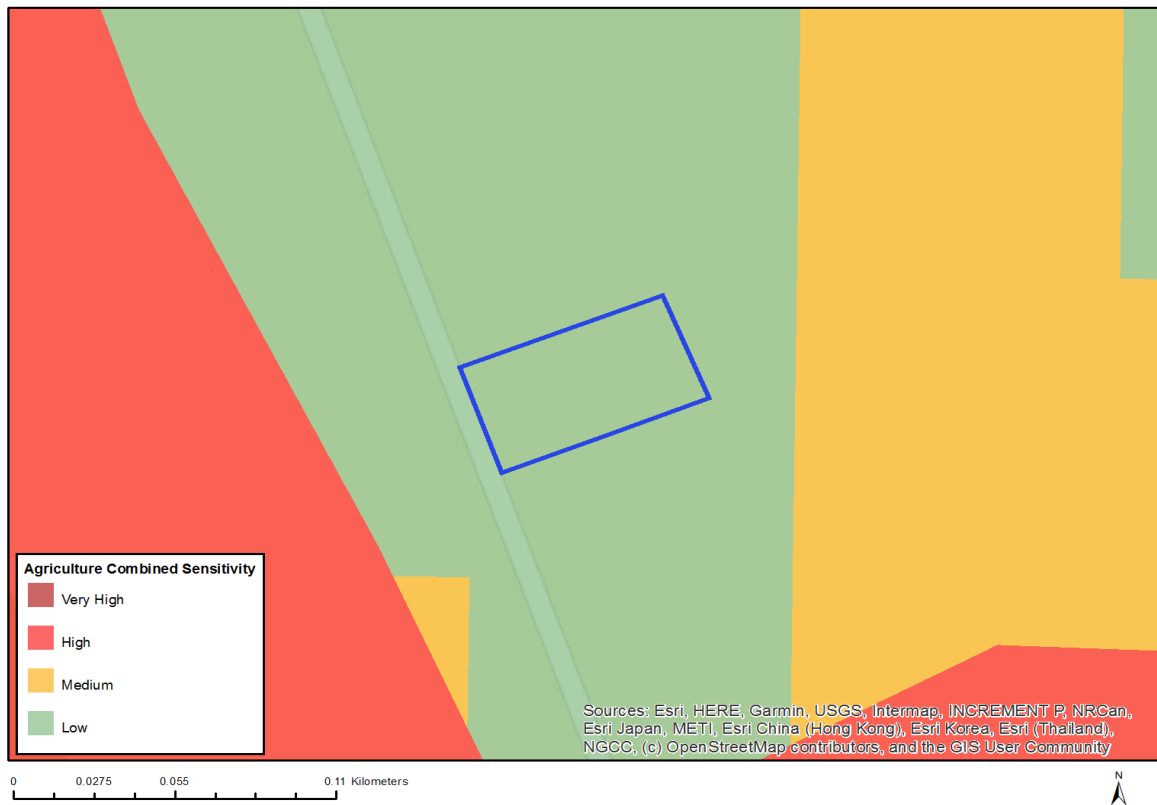 Agriculture Combined Sensitivity
Very High
High
Medium
Low
Sources: Esri, HERE, Garmin, USGS, Intermap, INCREMENT P, NRCan,
Esri Japan, METI, Esri China (Hong Kong), Esri Korea, Esri (Thailand),
NGCC, (c) OpenStreetMap contributors, and the GIS User Community
0 0.0275 0.055 0.11 Kilometers
N